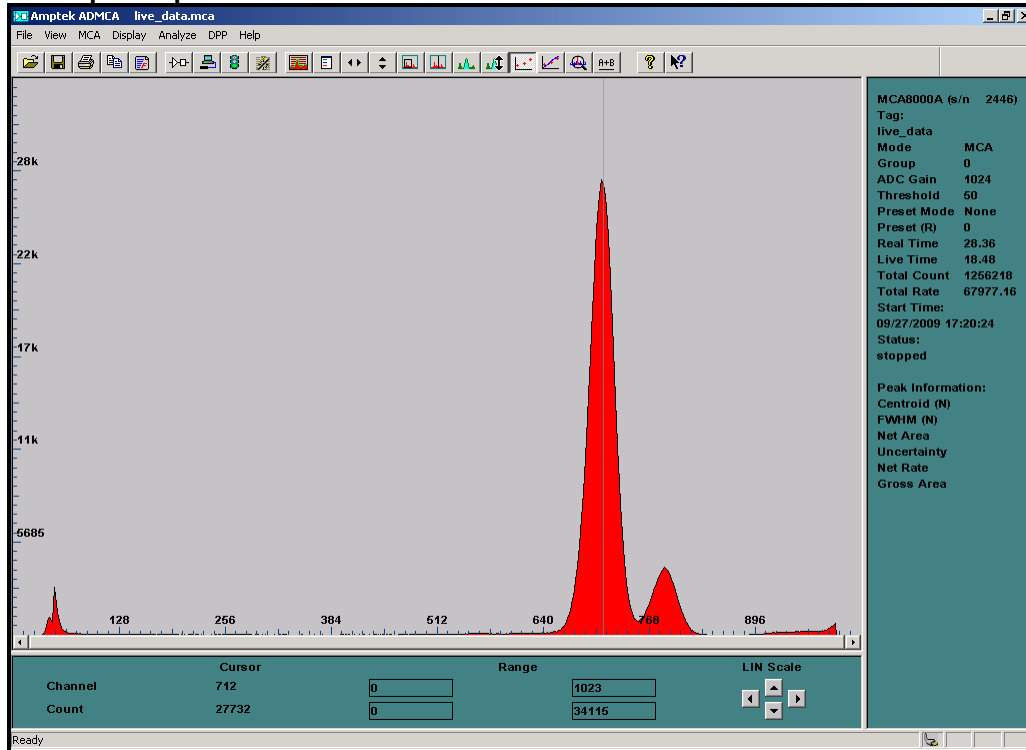 Amptek ADMCA live_data.mca
File View MCA Display Analyze DPP Help
A+B
28k
22k
17k
11k
5685
128 256 384 512 640 768 896
MCA8000A (s/n 2446)
Tag:
live_data
Mode MCA
Group 0
ADC Gain 1024
Threshold 50
Preset Mode None
Preset (R) 0
Real Time 28.36
Live Time 18.48
Total Count 1256218
Total Rate 67977.16
Start Time:
09/27/2009 17:20:24
Status:
stopped
Peak Information:
Centroid (N)
FWHM (N)
Net Area
Uncertainty
Net Rate
Gross Area
Cursor Range LIN Scale
Channel 712 0 1023
Count 27732 0 34115
Ready